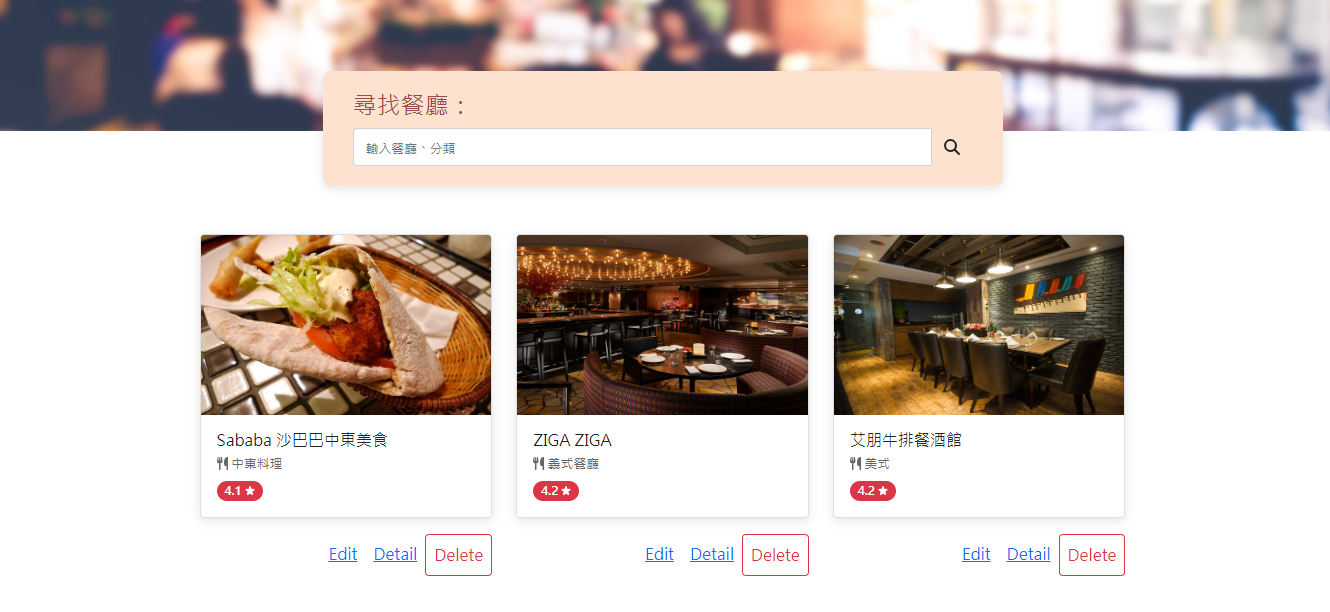 尋找餐廳：
輸入餐廳、分類
Sababa 沙巴巴中東美食
中東料理
4.1
Edit Detail Delete
ZIGA ZIGA
義式餐廳
4.2
Edit Detail Delete
艾朋牛排餐酒館
美式
4.2
Edit Detail Delete